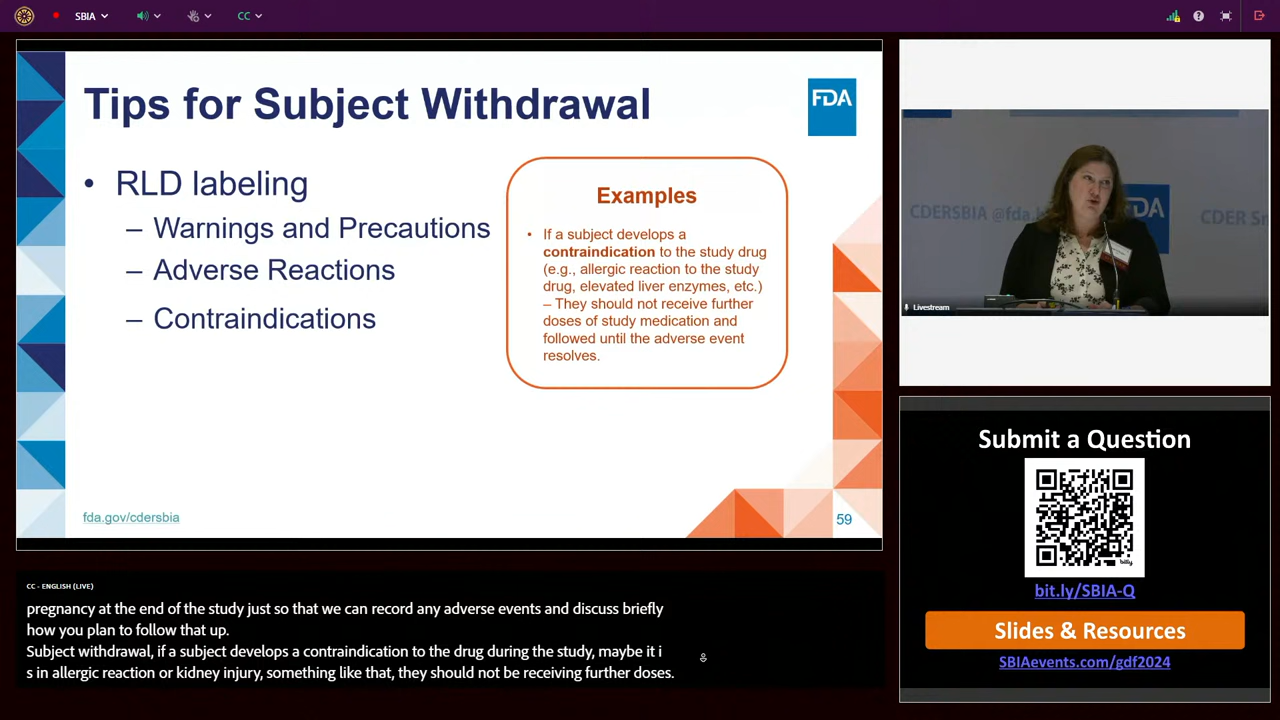 SBIA
CC
Tips for Subject Withdrawal
FDA
• RLD labeling
– Warnings and Precautions
– Adverse Reactions
– Contraindications
Examples
• If a subject develops a
contraindication to the study drug
(e.g., allergic reaction to the study
drug, elevated liver enzymes, etc.)
– They should not receive further
doses of study medication and
followed until the adverse event
resolves.
fda.gov/cdersbia
59
CDERSBIA @fda.
DA
CDER Sm
Livestream
Submit a Question
bitly
bit.ly/SBIA-Q
Slides & Resources
SBIAevents.com/gdf2024
CC - ENGLISH (LIVE)
pregnancy at the end of the study just so that we can record any adverse events and discuss briefly
how you plan to follow that up.
Subject withdrawal, if a subject develops a contraindication to the drug during the study, maybe it i
s in allergic reaction or kidney injury, something like that, they should not be receiving further doses.